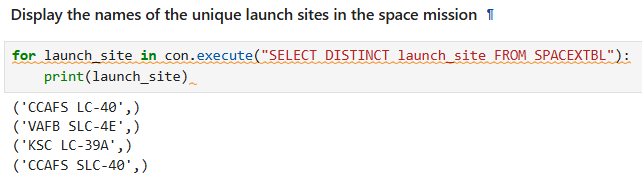 Display the names of the unique launch sites in the space mission ¶
for launch_site in con.execute("SELECT DISTINCT launch_site FROM SPACEXTBL"):
    print(launch_site)
('CCAFS LC-40',)
('VAFB SLC-4E',)
('KSC LC-39A',)
('CCAFS SLC-40',)